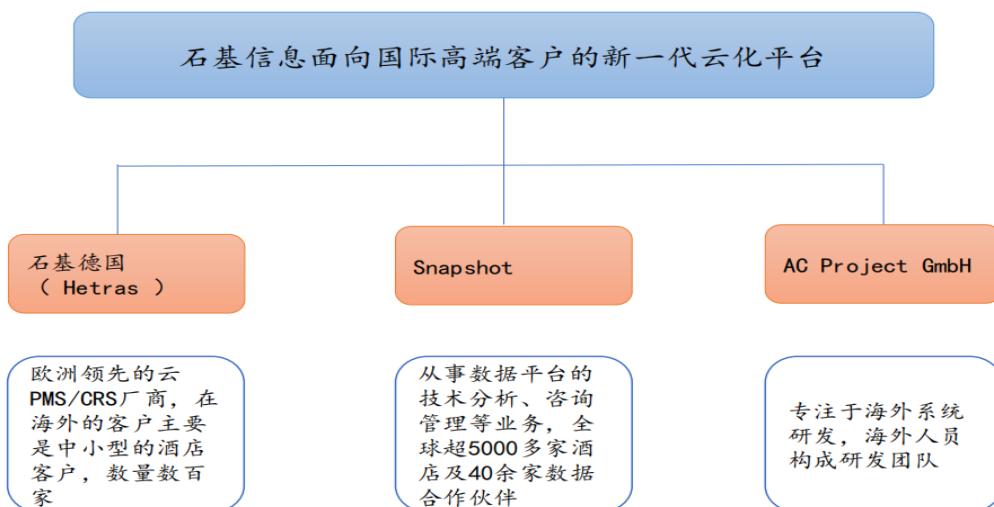 石基信息面向国际高端客户的新一代云化平台
石基德国
（ Hetras ）
Snapshot
AC Project GmbH
欧洲领先的云
PMS/CRS厂商，在
海外的客户主要
是中小型的酒店
客户，数量数百
家
从事数据平台的
技术分析、咨询
管理等业务，全
球超5000多家酒
店及40余家数据
合作伙伴
专注于海外系统
研发，海外人员
构成研发团队